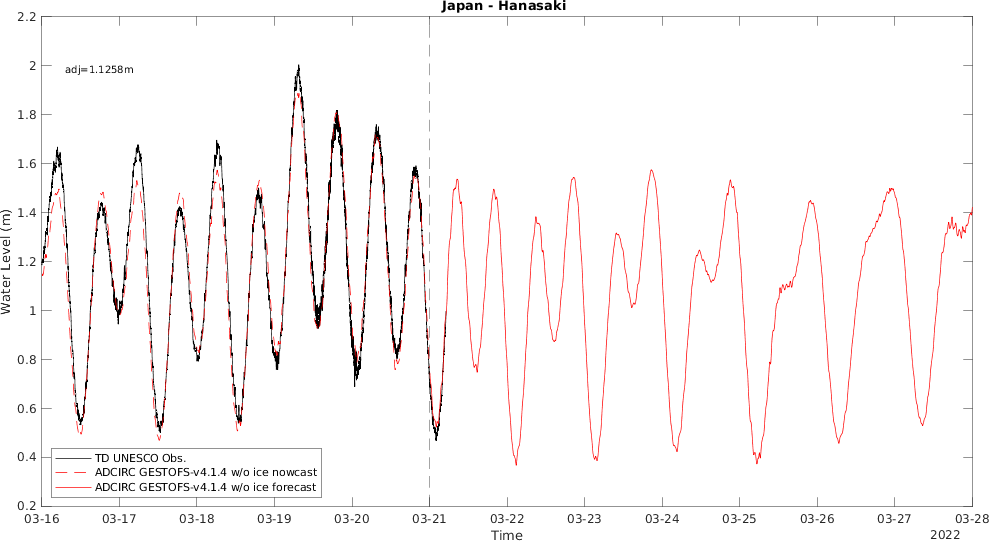 Japan - Hanasaki
2.2
2
1.8
1.6
1.4
1.2
1
0.8
0.6
0.4
0.2
Water Level (m)
adj=1.1258m
TD UNESCO Obs.
ADCIRC GESTOFS-v4.1.4 w/o ice nowcast
ADCIRC GESTOFS-v4.1.4 w/o ice forecast
03-16 03-17 03-18 03-19 03-20 03-21 03-22 03-23 03-24 03-25 03-26 03-27 03-28
Time
2022